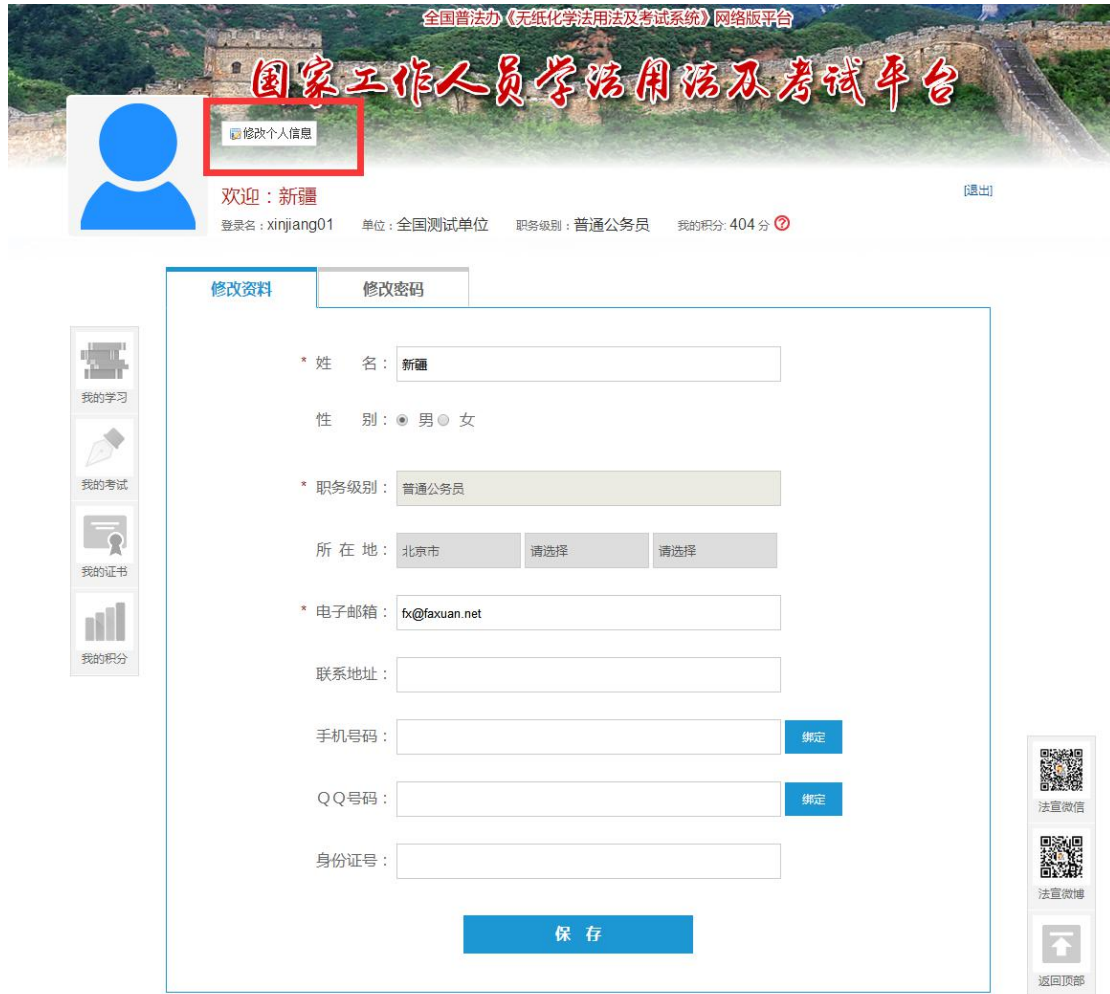 全国普法办《无纸化学法用法及考试系统》网络版平台
国家工作人员学法用法及考试平台
修改个人信息
欢迎：新疆
[退出]
登录名：xinjiang01 单位：全国测试单位 职务级别：普通公务员 我的积分: 404 分 ?
修改资料 修改密码
* 姓 名： 新疆
性 别： 男 女
* 职务级别： 普通公务员
所 在 地： 北京市 请选择 请选择
* 电子邮箱： fx@faxuan.net
联系地址：
手机号码： 绑定
QQ号码： 绑定
身份证号：
保 存
我的学习
我的考试
我的证书
我的积分
法宣微信
法宣微博
返回顶部